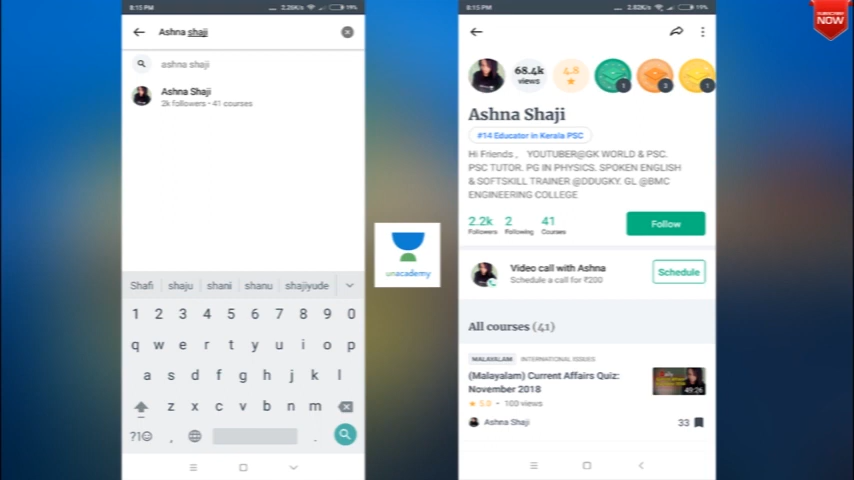 8:13 PM
2.26K/s
19%
Ashna shaji
ashna shaji
Ashna Shaji
2k followers • 41 courses
Shafi shaju shani shanu shajiyude
1 2 3 4 5 6 7 8 9 0
q w e r t y u i o p
a s d f g h j k l
z x c v b n m
?1☺ , .
unacademy
8:15 PM
2.82K/s
19%
68.4k
views
4.8
1
3
1
Ashna Shaji
#14 Educator in Kerala PSC
Hi Friends , YOUTUBER@GK WORLD & PSC.
PSC TUTOR. PG IN PHYSICS. SPOKEN ENGLISH
& SOFTSKILL TRAINER @DDUGKY. GL @BMC
ENGINEERING COLLEGE
2.2k 2 41
Followers Following Courses
Follow
Video call with Ashna
Schedule a call for ₹200
Schedule
All courses (41)
MALAYALAM INTERNATIONAL ISSUES
(Malayalam) Current Affairs Quiz:
November 2018
49:26
★ 5.0 • 100 views
Ashna Shaji
33
SUBSCRIBE
NOW